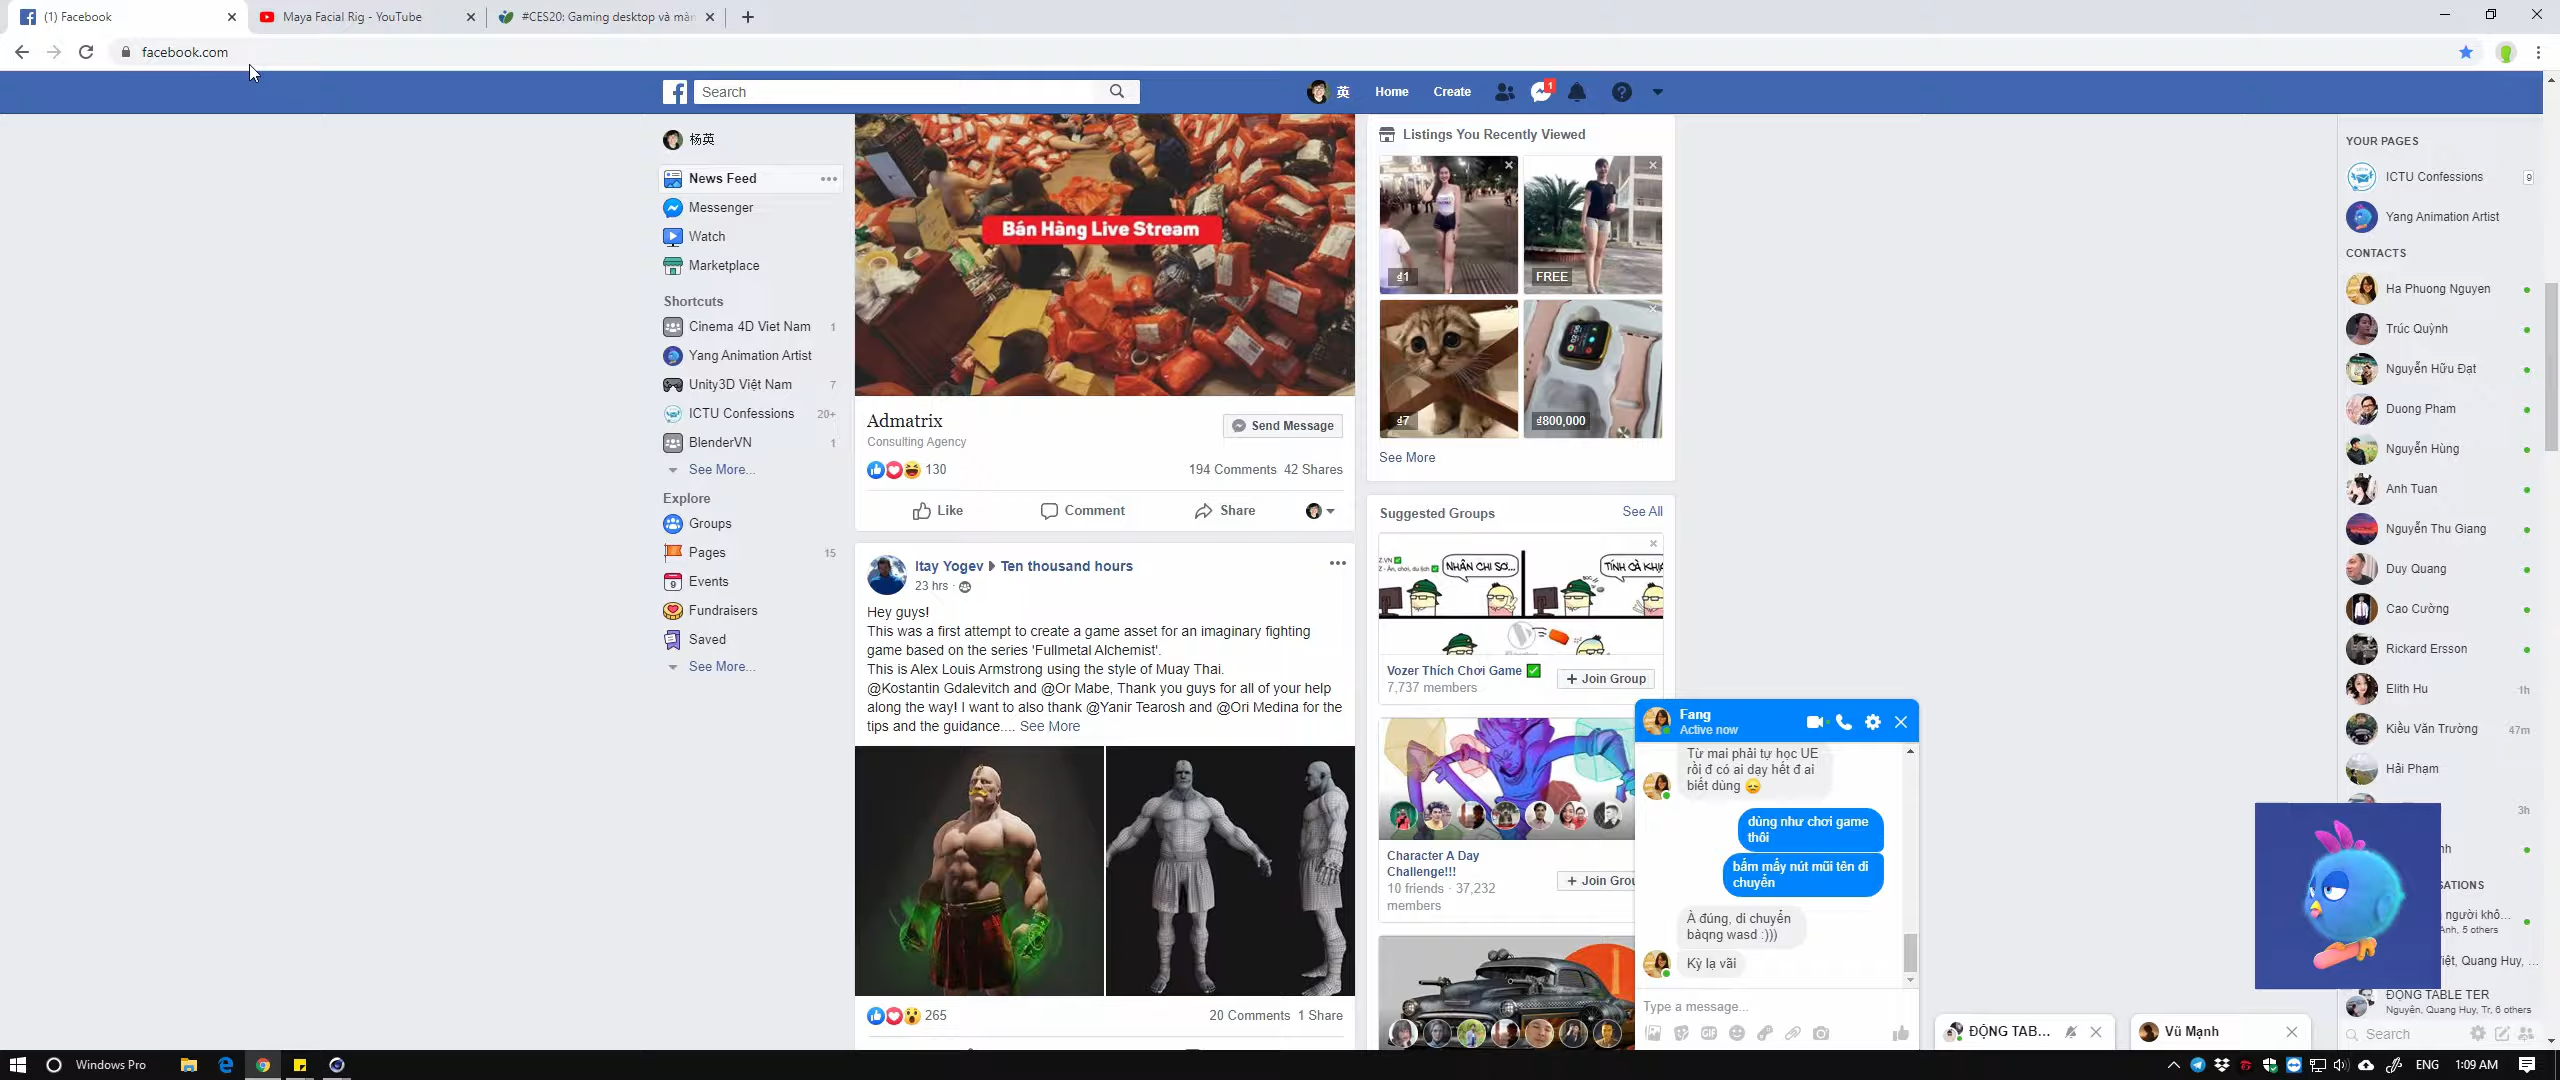 (1) Facebook
Maya Facial Rig - YouTube
#CES20: Gaming desktop và màn
facebook.com
Search
英
Home
Create
1
杨英
News Feed
Messenger
Watch
Marketplace
Shortcuts
Cinema 4D Viet Nam 1
Yang Animation Artist
Unity3D Việt Nam 7
ICTU Confessions 20+
BlenderVN 1
See More...
Explore
Groups
Pages 15
Events
Fundraisers
Saved
See More...
Bán Hàng Live Stream
Admatrix
Consulting Agency
Send Message
130
194 Comments 42 Shares
Like
Comment
Share
Itay Yogev
Ten thousand hours
23 hrs ·
Hey guys!
This was a first attempt to create a game asset for an imaginary fighting
game based on the series 'Fullmetal Alchemist'.
This is Alex Louis Armstrong using the style of Muay Thai.
@Kostantin Gdalevitch and @Or Mabe, Thank you guys for all of your help
along the way! I want to also thank @Yanir Tearosh and @Ori Medina for the
tips and the guidance.... See More
265
20 Comments 1 Share
Listings You Recently Viewed
₫1
FREE
₫7
₫800,000
See More
Suggested Groups
See All
NHÂN CHI SƠ...
TÍNH CÀ KHỊA
Vozer Thích Chơi Game ✅
7,737 members
+ Join Group
Character A Day
Challenge!!!
10 friends · 37,232
members
+ Join Grou
Fang
Active now
Từ mai phải tự học UE
rồi đ có ai dạy hết đ ai
biết dùng 😞
dùng như chơi game
thôi
bấm mấy nút mũi tên di
chuyển
À đúng, di chuyển
bàqng wasd :)))
Kỳ lạ vãi
Type a message...
ĐỘNG TAB...
Vũ Mạnh
YOUR PAGES
ICTU Confessions 9
Yang Animation Artist
CONTACTS
Ha Phuong Nguyen
Trúc Quỳnh
Nguyễn Hữu Đạt
Duong Pham
Nguyễn Hùng
Anh Tuan
Nguyễn Thu Giang
Duy Quang
Cao Cường
Rickard Ersson
Elith Hu 1h
Kiều Văn Trường 47m
Hải Phạm
3h
nh
SATIONS
người khô...
Anh, 5 others
Việt, Quang Huy, ...
ĐỘNG TABLE TER
Nguyên, Quang Huy, Tr, 6 others
Search
Windows Pro
ENG
1:09 AM